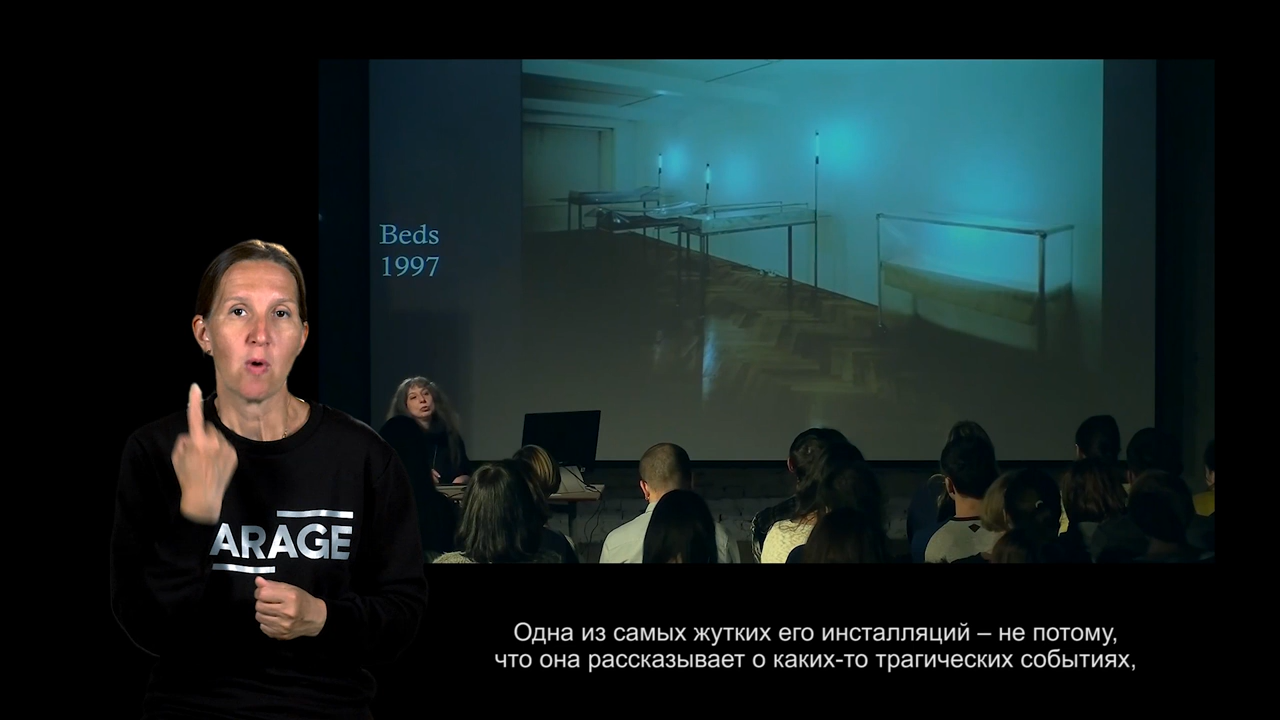 Beds
1997
ARAGE
Одна из самых жутких его инсталляций – не потому,
что она рассказывает о каких-то трагических событиях,